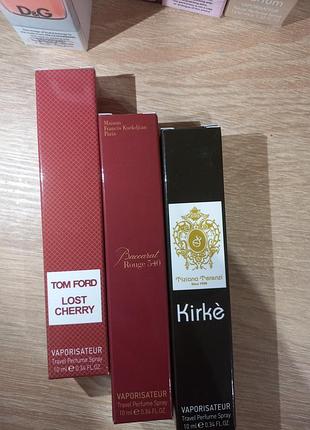 D&G
TOM FORD
LOST
CHERRY
VAPORISATEUR
Travel Perfume Spray
10 ml ℮ 0.34 FL.OZ
Maison
Francis Kurkdjian
Paris
Baccarat
Rouge 540
VAPORISATEUR
Travel Perfume Spray
10 ml ℮ 0.34 FL.OZ
Tiziana Terenzi
Kirkè
VAPORISATEUR
Travel Perfume Spray
10 ml ℮ 0.34 FL.OZ